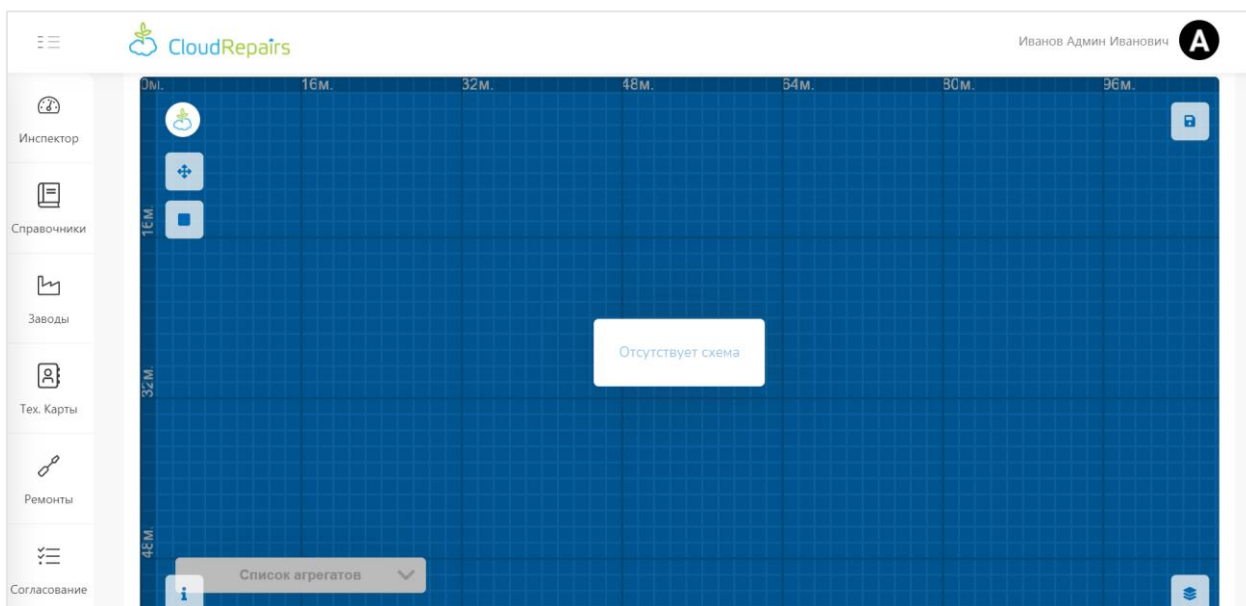 CloudRepairs
Иванов Админ Иванович
A
0м. 16м. 32м. 48м. 64м. 80м. 96м.
Инспектор
Справочники
16м.
Заводы
Отсутствует схема
32м.
Тех. Карты
Ремонты
48м.
Список агрегатов
i
Согласование